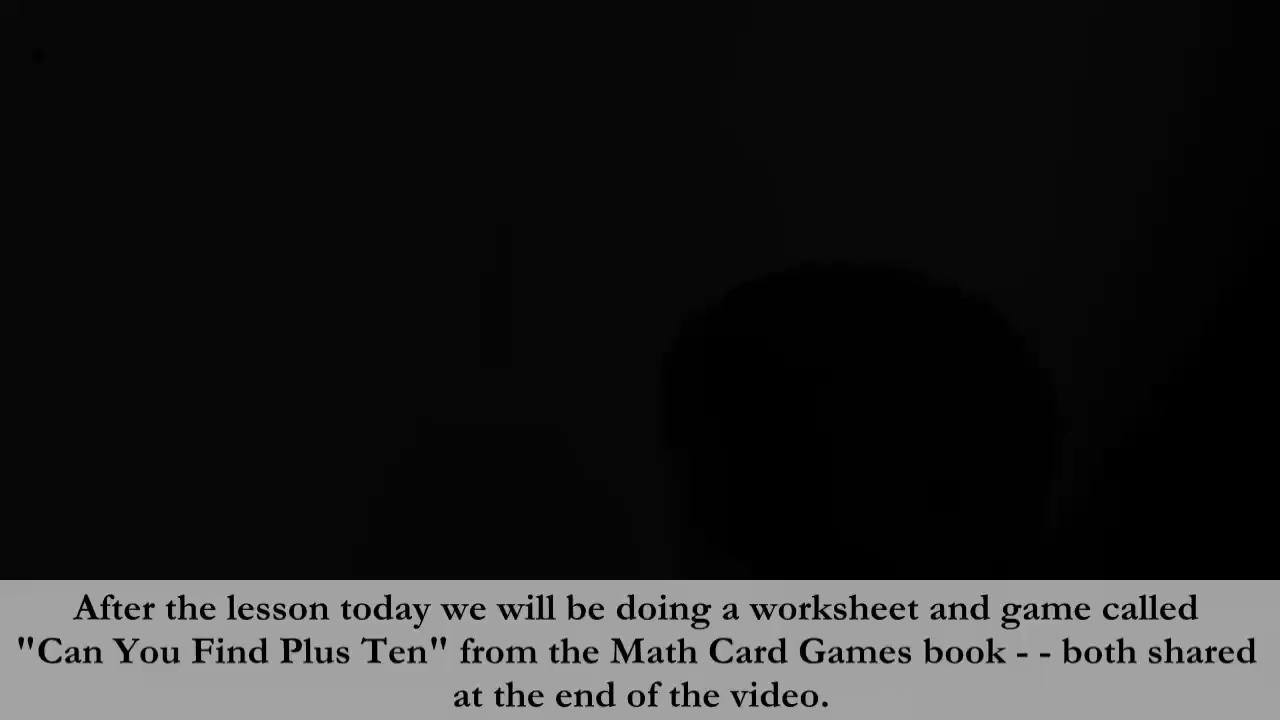 After the lesson today we will be doing a worksheet and game called
"Can You Find Plus Ten" from the Math Card Games book - - both shared
at the end of the video.